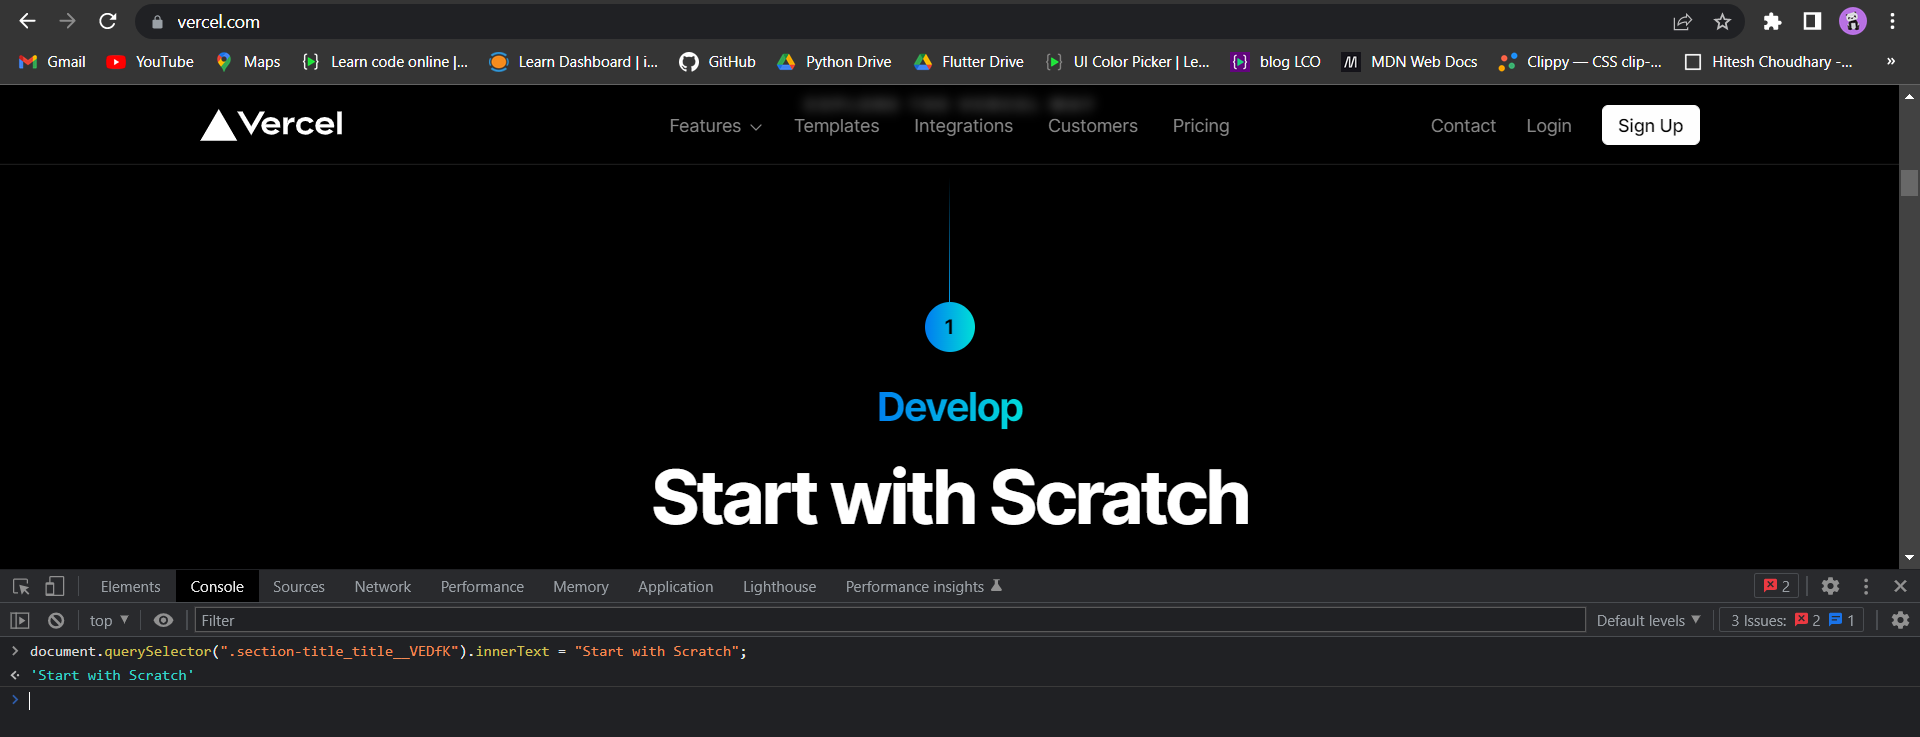 vercel.com
Gmail YouTube Maps Learn code online |... Learn Dashboard | i... GitHub Python Drive Flutter Drive UI Color Picker | Le... blog LCO MDN Web Docs Clippy — CSS clip-... Hitesh Choudhary -... »
Vercel Features Templates Integrations Customers Pricing Contact Login Sign Up
1
Develop
Start with Scratch
Elements Console Sources Network Performance Memory Application Lighthouse Performance insights 2
top Filter Default levels 3 Issues: 2 1
document.querySelector(".section-title_title__VEDfK").innerText = "Start with Scratch";
'Start with Scratch'